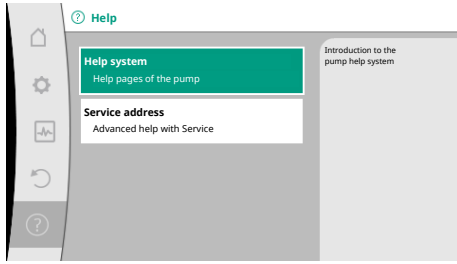 Help
Help system
Help pages of the pump
Service address
Advanced help with Service
Introduction to the
pump help system